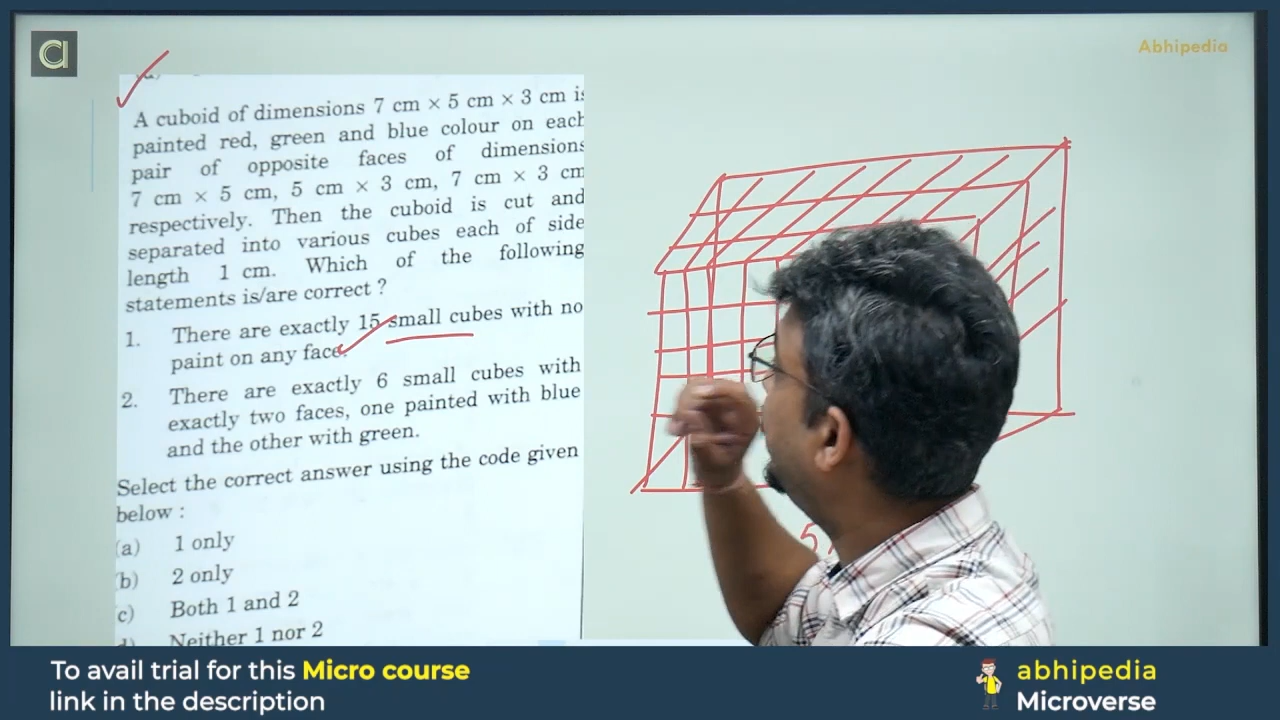 Abhipedia
A cuboid of dimensions 7 cm × 5 cm × 3 cm is
painted red, green and blue colour on each
pair of opposite faces of dimensions
7 cm × 5 cm, 5 cm × 3 cm, 7 cm × 3 cm
respectively. Then the cuboid is cut and
separated into various cubes each of side
length 1 cm. Which of the following
statements is/are correct ?
1. There are exactly 15 small cubes with no
paint on any face.
2. There are exactly 6 small cubes with
exactly two faces, one painted with blue
and the other with green.
Select the correct answer using the code given
below :
(a) 1 only
(b) 2 only
(c) Both 1 and 2
Neither 1 nor 2
To avail trial for this Micro course
link in the description
abhipedia
Microverse